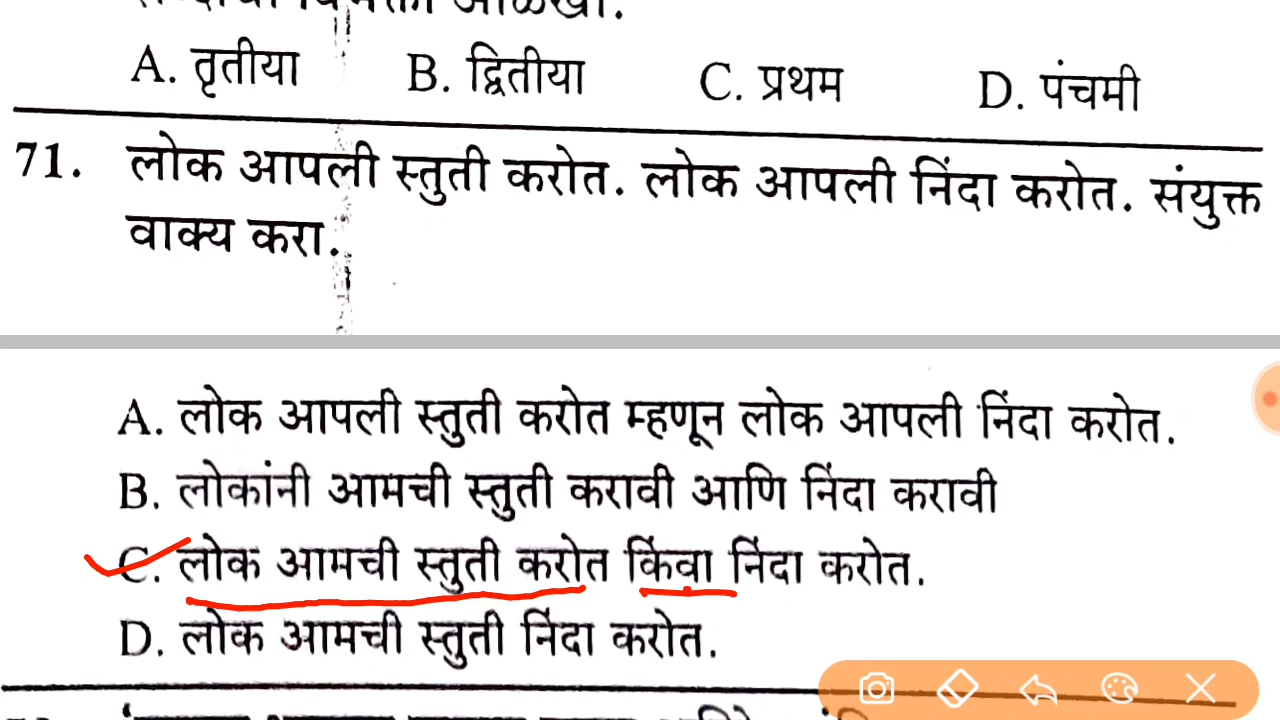 A. तृतीया B. द्वितीया C. प्रथम D. पंचमी
71. लोक आपली स्तुती करोत. लोक आपली निंदा करोत. संयुक्त
वाक्य करा.
A. लोक आपली स्तुती करोत म्हणून लोक आपली निंदा करोत.
B. लोकांनी आमची स्तुती करावी आणि निंदा करावी
C. लोक आमची स्तुती करोत किंवा निंदा करोत.
D. लोक आमची स्तुती निंदा करोत.